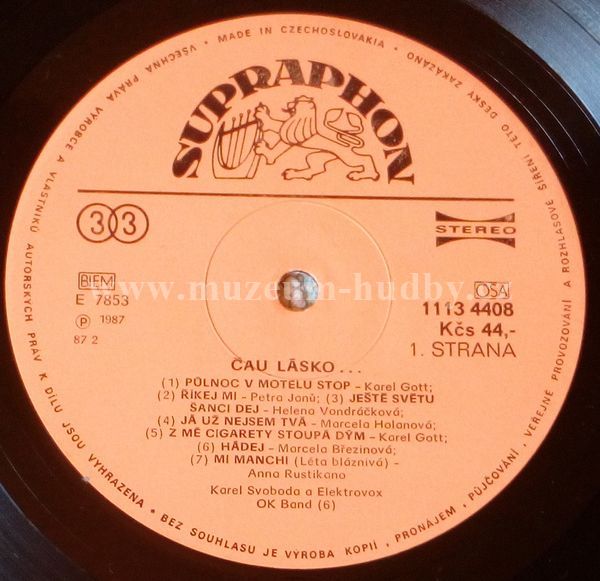 VŠECHNA PRÁVA VÝROBCE A VLASTNÍKŮ AUTORSKÝCH PRÁV K DÍLU JSOU VYHRAZENA • BEZ SOUHLASU JE VÝROBA KOPIÍ, PRONÁJEM, PŮJČOVÁNÍ, VEŘEJNÉ PROVOZOVÁNÍ A ROZHLASOVÉ ŠÍŘENÍ TÉTO DESKY ZAKÁZÁNO • MADE IN CZECHOSLOVAKIA •
SUPRAPHON
33
STEREO
BIEM
OSA
E 7853
1113 4408
Ⓟ 1987
Kčs 44,-
87 2
1. STRANA
ČAU LÁSKO...
(1) PŮLNOC V MOTELU STOP – Karel Gott;
(2) ŘÍKEJ MI – Petra Janů; (3) JEŠTĚ SVĚTU
ŠANCI DEJ – Helena Vondráčková;
(4) JÁ UŽ NEJSEM TVÁ – Marcela Holanová;
(5) Z MÉ CIGARETY STOUPÁ DÝM – Karel Gott;
(6) HÁDEJ – Marcela Březinová;
(7) MI MANCHI (Léta bláznivá) –
Anna Rustikano
Karel Svoboda a Elektrovox
OK Band (6)